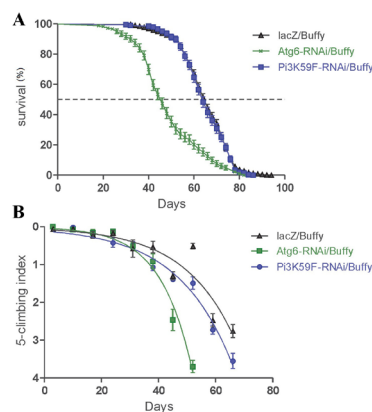 A
lacZ/Buffy
Atg6-RNAi/Buffy
Pi3K59F-RNAi/Buffy
survival (%)
100
80
60
40
20
0
0 20 40 60 80 100
Days
B
lacZ/Buffy
Atg6-RNAi/Buffy
Pi3K59F-RNAi/Buffy
5-climbing index
0
1
2
3
4
0 20 40 60 80
Days